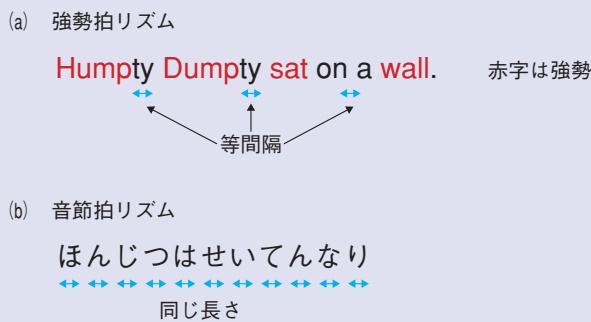 (a) 強勢拍リズム
Humpty Dumpty sat on a wall. 赤字は強勢
等間隔
(b) 音節拍リズム
ほんじつはせいてんなり
同じ長さ